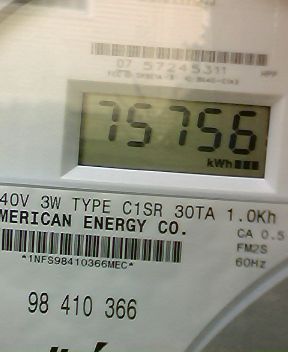 07 57245311
HPP
75756
kWh
40V 3W TYPE C1SR 30TA 1.0Kh
MERICAN ENERGY CO.
CA 0.5
FM2S
*1NFS98410366MEC*
60Hz
98 410 366